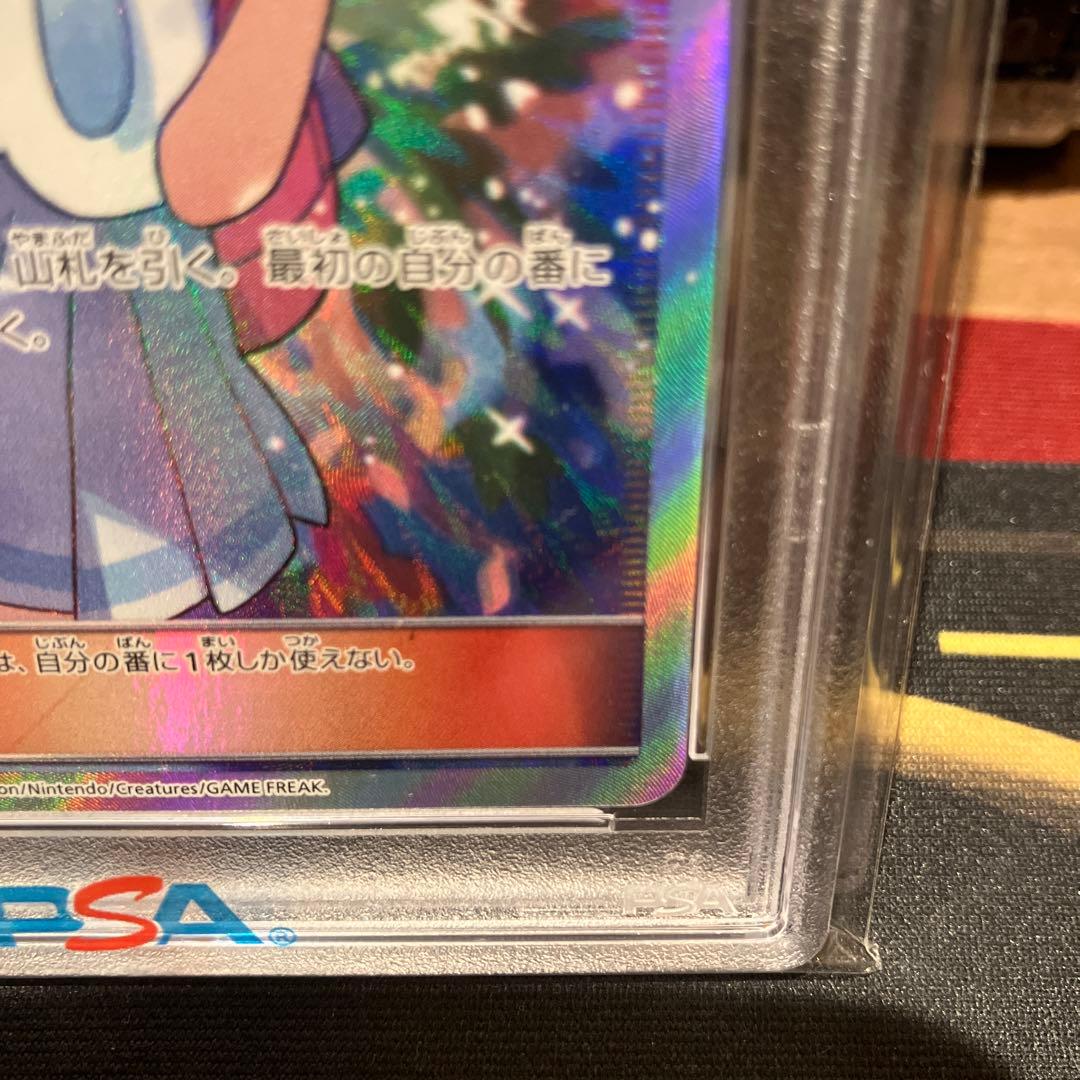 山札を引く。最初の自分の番に
く。
は、自分の番に1枚しか使えない。
on/Nintendo/Creatures/GAME FREAK.
PSA®
PSA